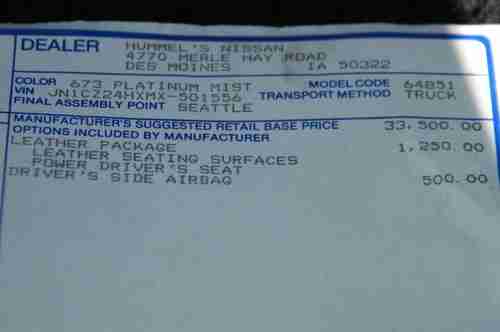 DEALER HUMMEL'S NISSAN
4770 MERLE HAY ROAD
DES MOINES IA 50322
COLOR 673 PLATINUM MIST MODEL CODE 64851
VIN JN1CZ24HXMX-501556 TRANSPORT METHOD TRUCK
FINAL ASSEMBLY POINT SEATTLE
MANUFACTURER'S SUGGESTED RETAIL BASE PRICE 33,500.00
OPTIONS INCLUDED BY MANUFACTURER
LEATHER PACKAGE 1,250.00
LEATHER SEATING SURFACES
POWER DRIVER'S SEAT
DRIVER'S SIDE AIRBAG 500.00